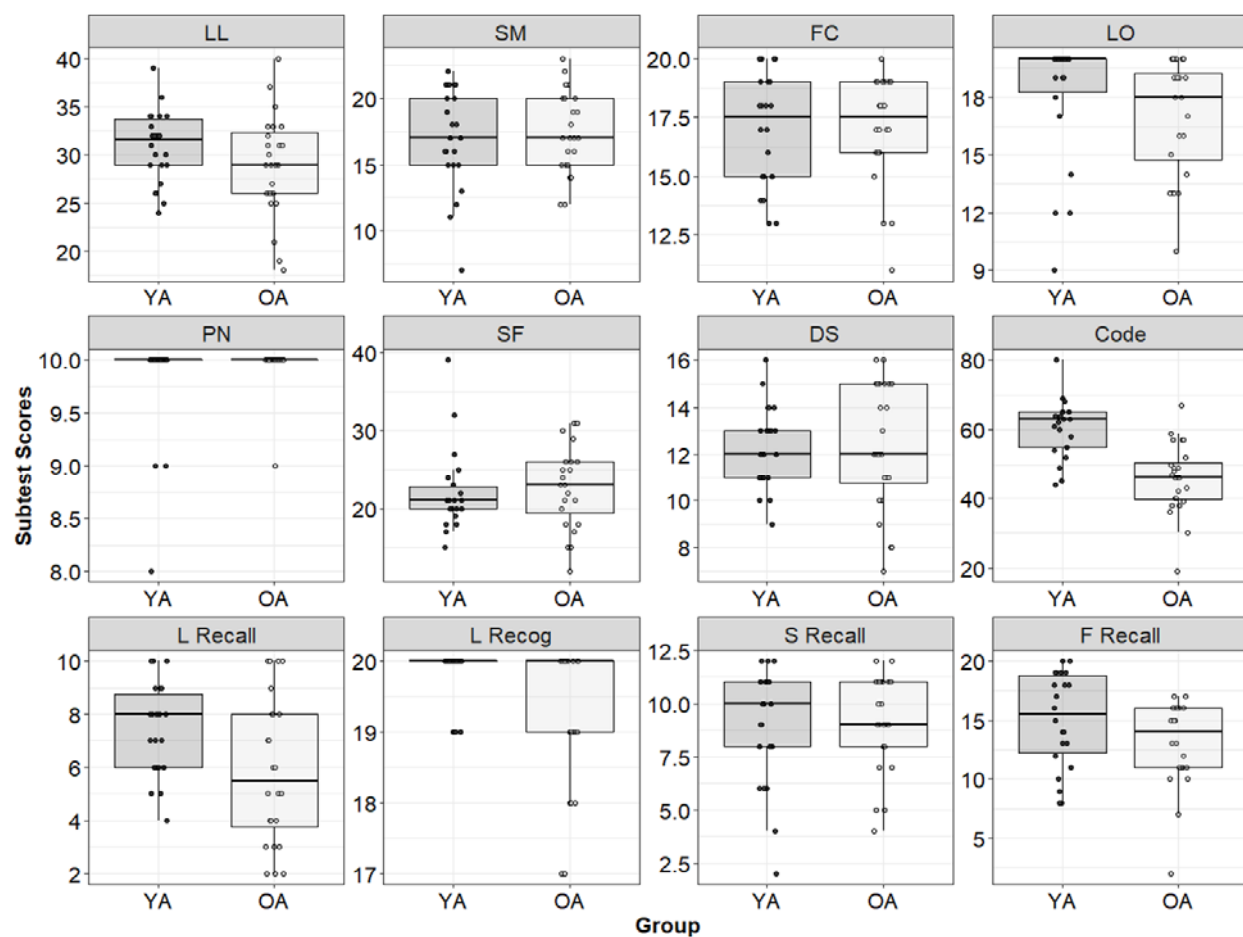 LL SM FC LO
40 35 30 25 20
20 15 10
20.0 17.5 15.0 12.5
18 15 12 9
YA OA YA OA YA OA YA OA
PN SF DS Code
10.0 9.5 9.0 8.5 8.0
40 30 20
16 14 12 10 8
80 60 40 20
YA OA YA OA YA OA YA OA
Subtest Scores
L Recall L Recog S Recall F Recall
10 8 6 4 2
20 19 18 17
12.5 10.0 7.5 5.0 2.5
20 15 10 5
YA OA YA OA YA OA YA OA
Group